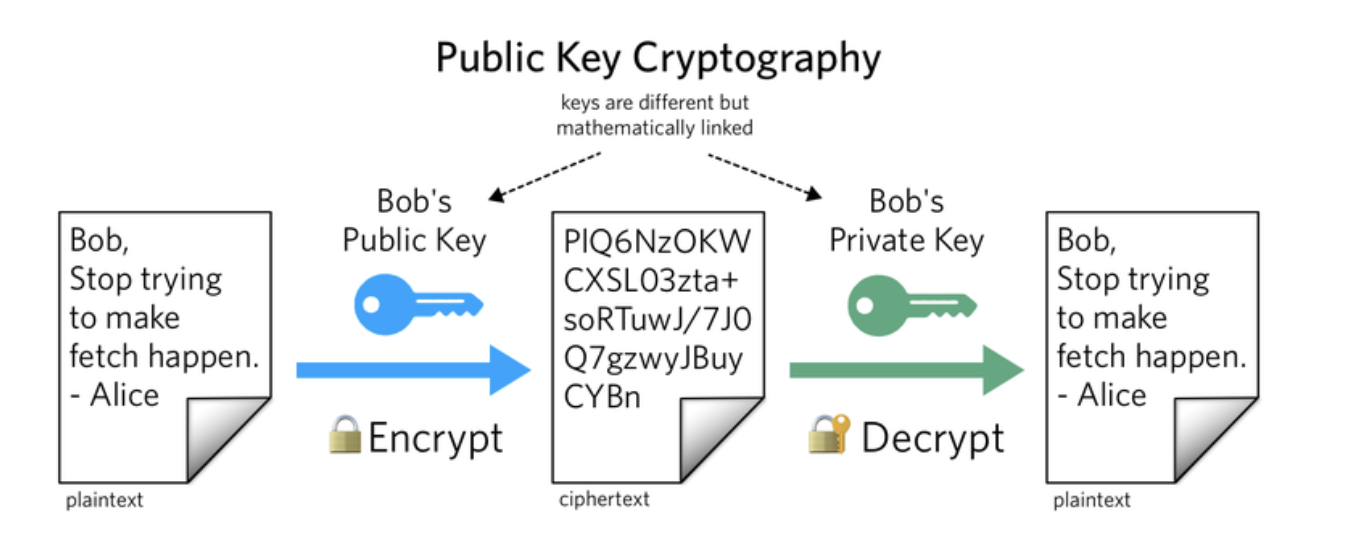 Public Key Cryptography
keys are different but
mathematically linked
Bob,
Stop trying
to make
fetch happen.
- Alice
plaintext
Bob's
Public Key
Encrypt
PlQ6NzOKW
CXSL03zta+
soRTuwJ/7J0
Q7gzwyJBuy
CYBn
ciphertext
Bob's
Private Key
Decrypt
Bob,
Stop trying
to make
fetch happen.
- Alice
plaintext